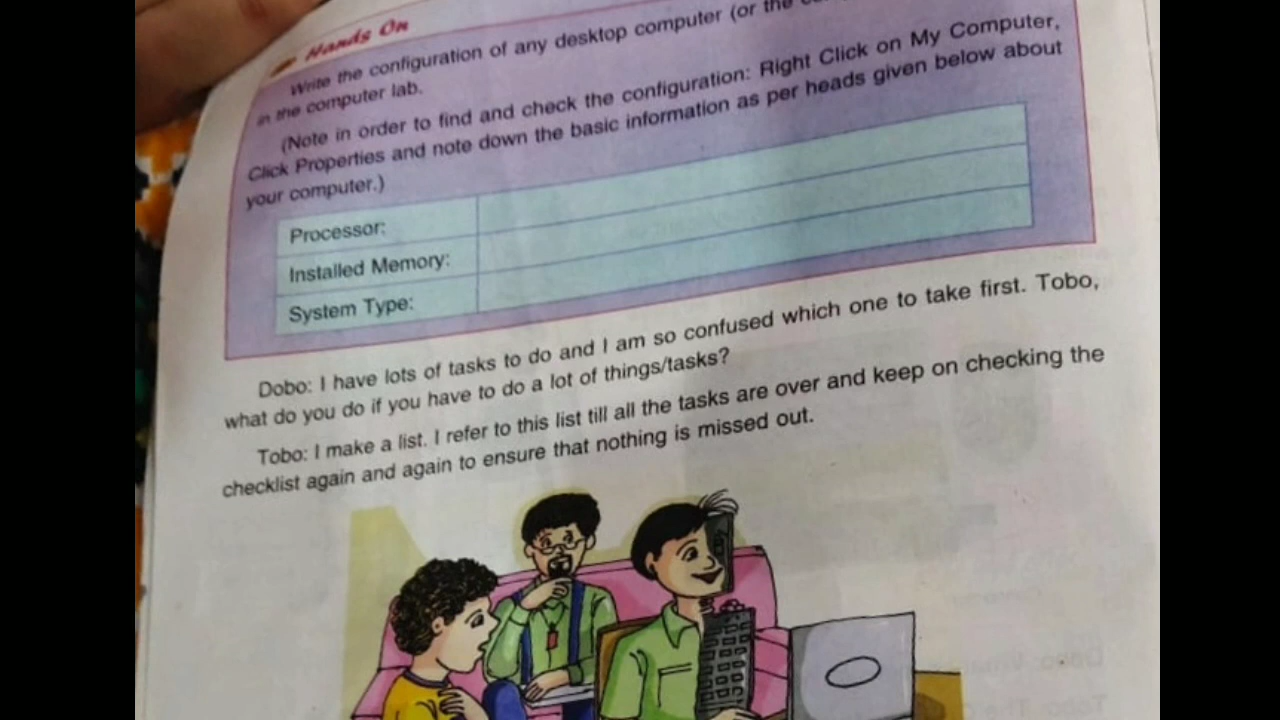 Hands On
Write the configuration of any desktop computer (or the
in the computer lab.
(Note in order to find and check the configuration: Right Click on My Computer,
Click Properties and note down the basic information as per heads given below about
your computer.)
Processor:
Installed Memory:
System Type:
Dobo: I have lots of tasks to do and I am so confused which one to take first. Tobo,
what do you do if you have to do a lot of things/tasks?
Tobo: I make a list. I refer to this list till all the tasks are over and keep on checking the
checklist again and again to ensure that nothing is missed out.